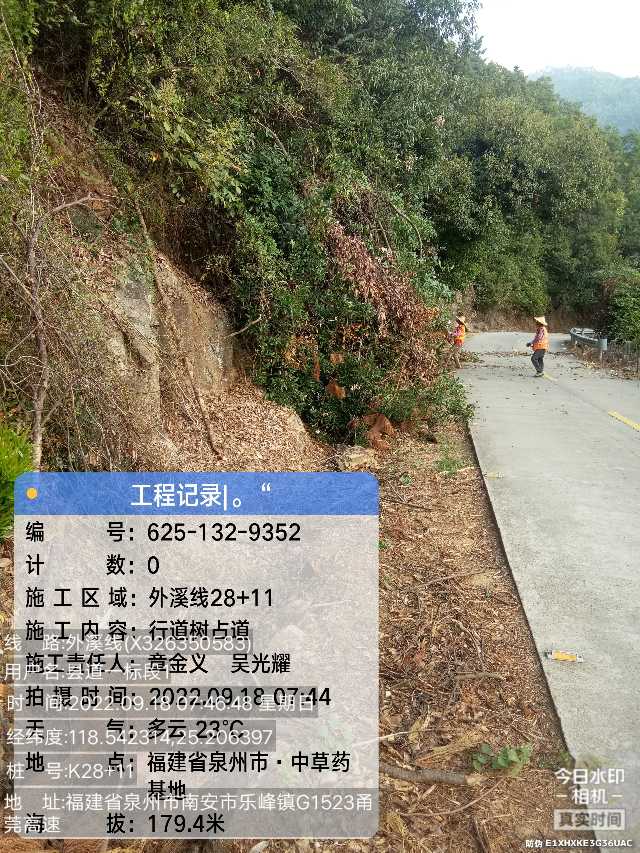 工程记录|。“
编号：625-132-9352
计数：0
施工区域：外溪线28+11
施工内容：行道树占道
线 路:外溪线(X326350583)
施工责任人：章金义 吴光耀
用户名:县道一标段1
拍摄时间：2022.09.18 07:44
时 间:2022.09.18 07:46:48 星期日
天气：多云 23℃
经纬度:118.542314,25.206397
地点：福建省泉州市·中草药
基地
桩 号:K28+11
地 址:福建省泉州市南安市乐峰镇G1523甬
莞高速
海拔：179.4米
今日水印
相机
真实时间
防伪 E1XHXKE3G36UAC